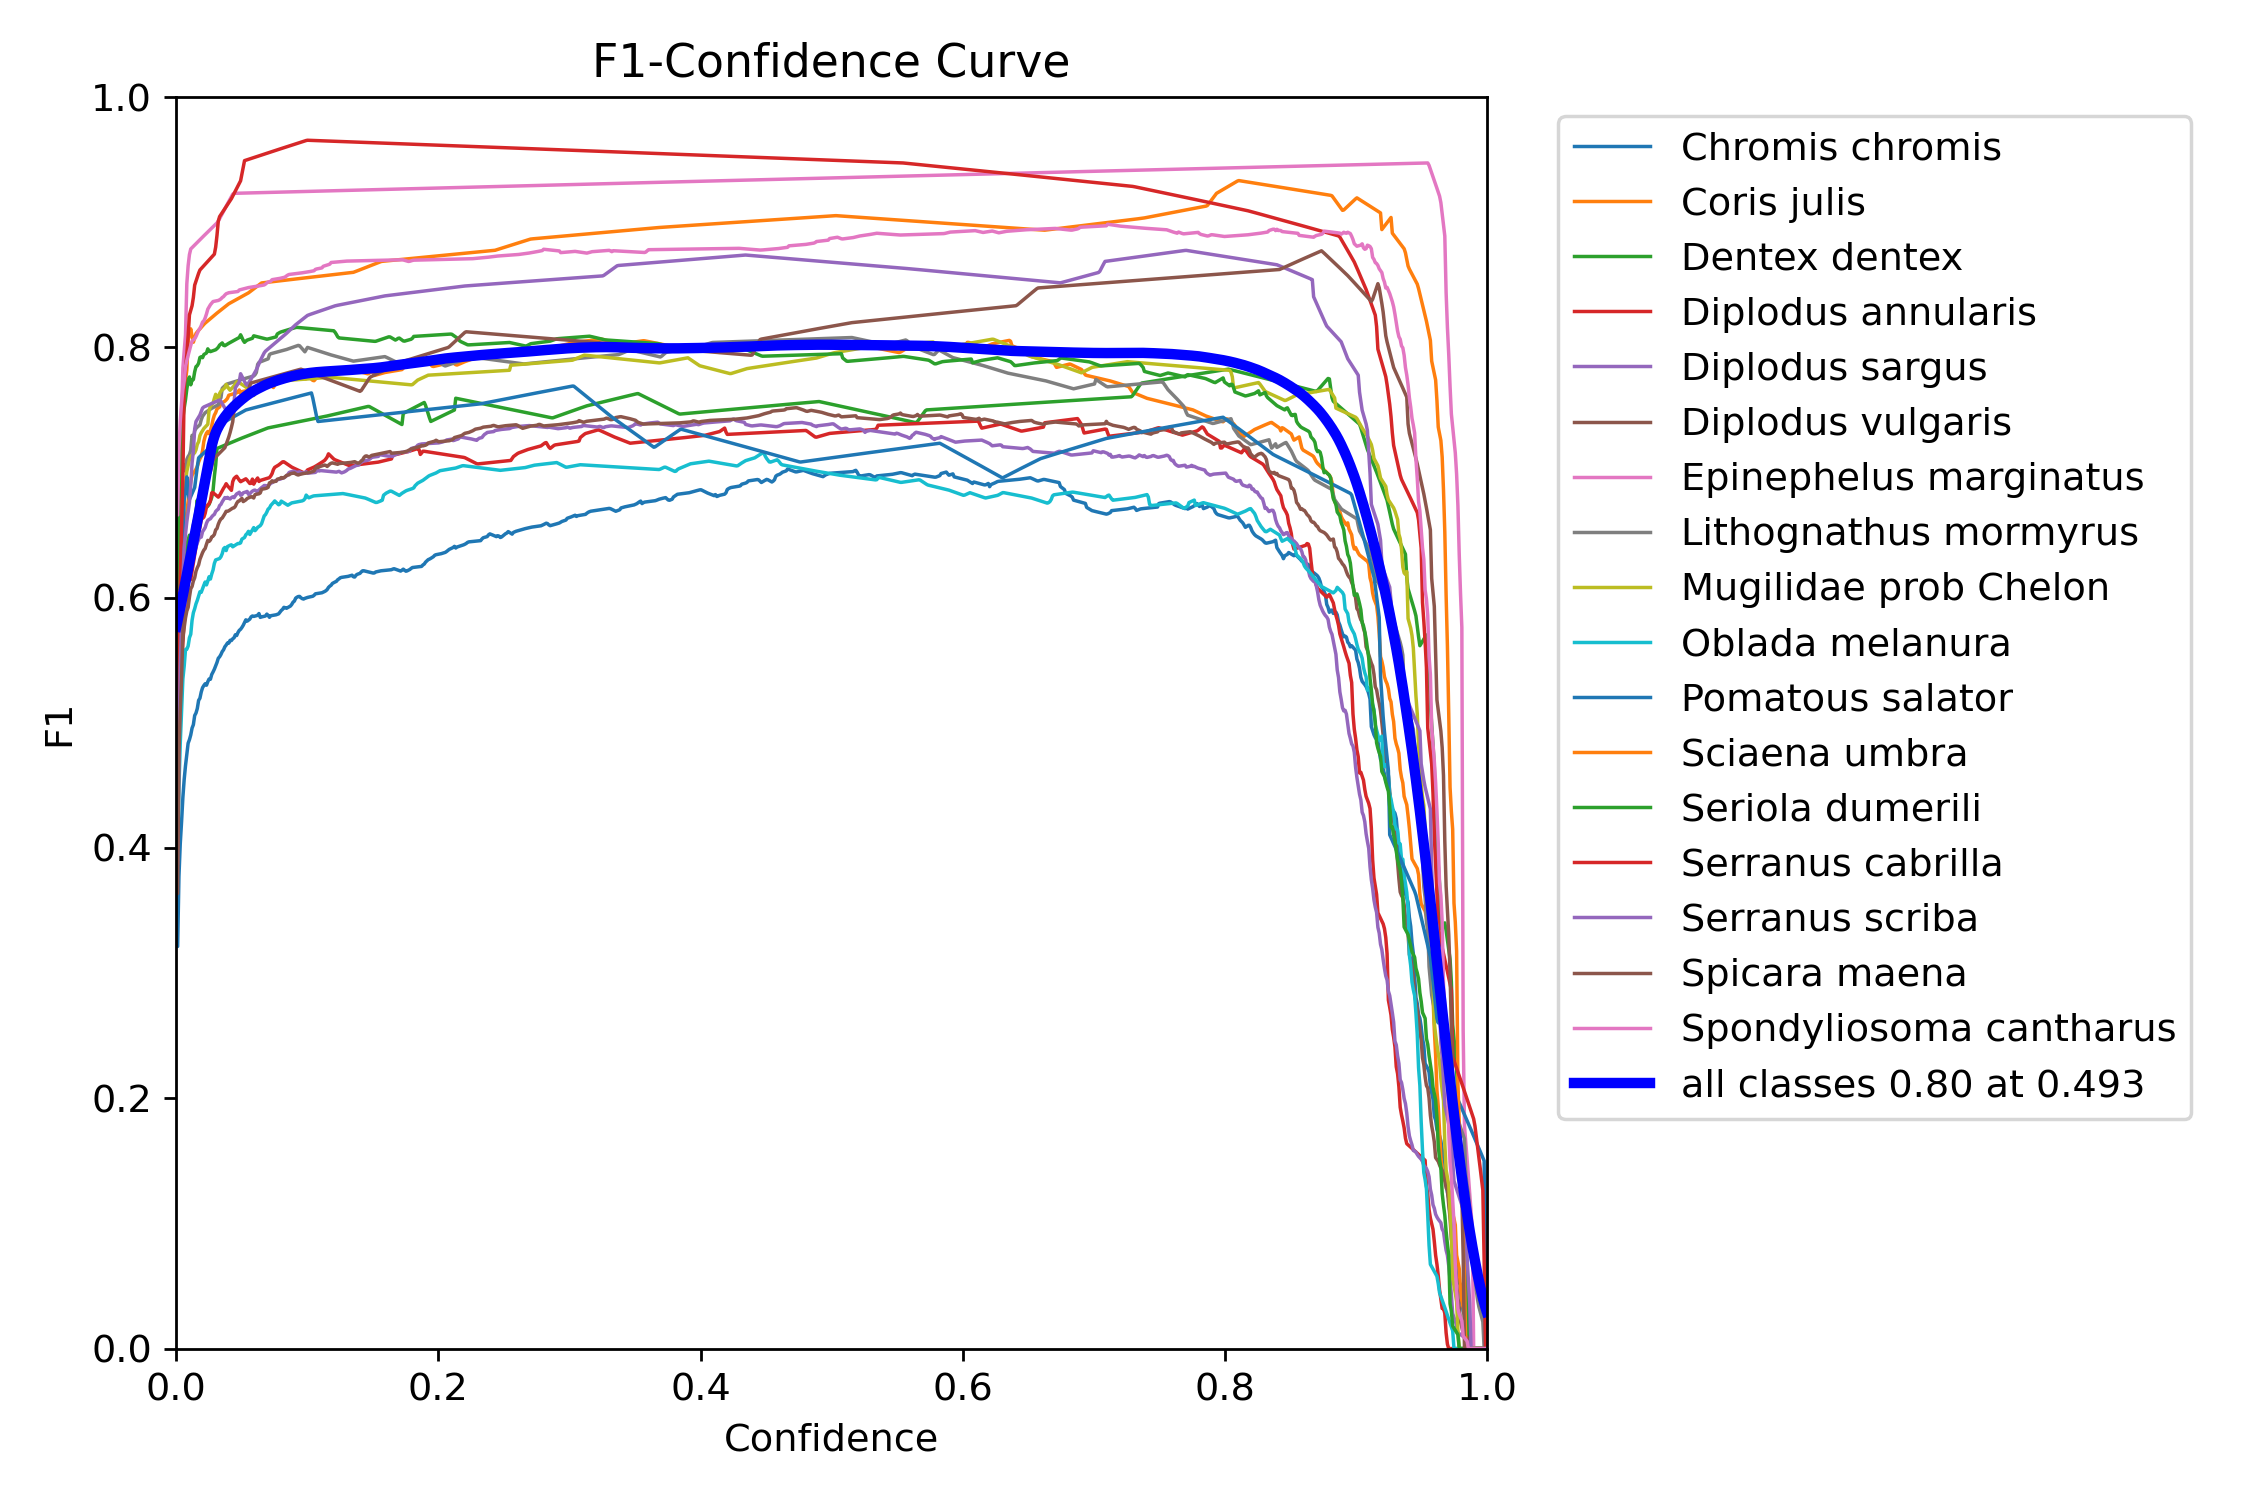 F1-Confidence Curve
1.0
0.8
0.6
0.4
0.2
0.0
F1
0.0 0.2 0.4 0.6 0.8 1.0
Confidence
Chromis chromis
Coris julis
Dentex dentex
Diplodus annularis
Diplodus sargus
Diplodus vulgaris
Epinephelus marginatus
Lithognathus mormyrus
Mugilidae prob Chelon
Oblada melanura
Pomatous salator
Sciaena umbra
Seriola dumerili
Serranus cabrilla
Serranus scriba
Spicara maena
Spondyliosoma cantharus
all classes 0.80 at 0.493